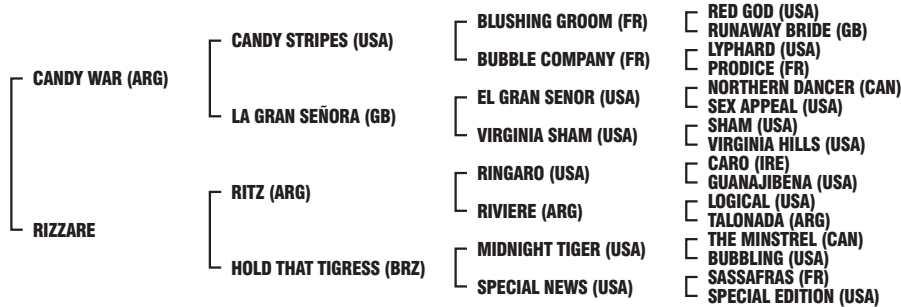 CANDY WAR (ARG)
RIZZARE
CANDY STRIPES (USA)
LA GRAN SEÑORA (GB)
RITZ (ARG)
HOLD THAT TIGRESS (BRZ)
BLUSHING GROOM (FR)
BUBBLE COMPANY (FR)
EL GRAN SENOR (USA)
VIRGINIA SHAM (USA)
RINGARO (USA)
RIVIERE (ARG)
MIDNIGHT TIGER (USA)
SPECIAL NEWS (USA)
RED GOD (USA)
RUNAWAY BRIDE (GB)
LYPHARD (USA)
PRODICE (FR)
NORTHERN DANCER (CAN)
SEX APPEAL (USA)
SHAM (USA)
VIRGINIA HILLS (USA)
CARO (IRE)
GUANAJIBENA (USA)
LOGICAL (USA)
TALONADA (ARG)
THE MINSTREL (CAN)
BUBBLING (USA)
SASSAFRAS (FR)
SPECIAL EDITION (USA)